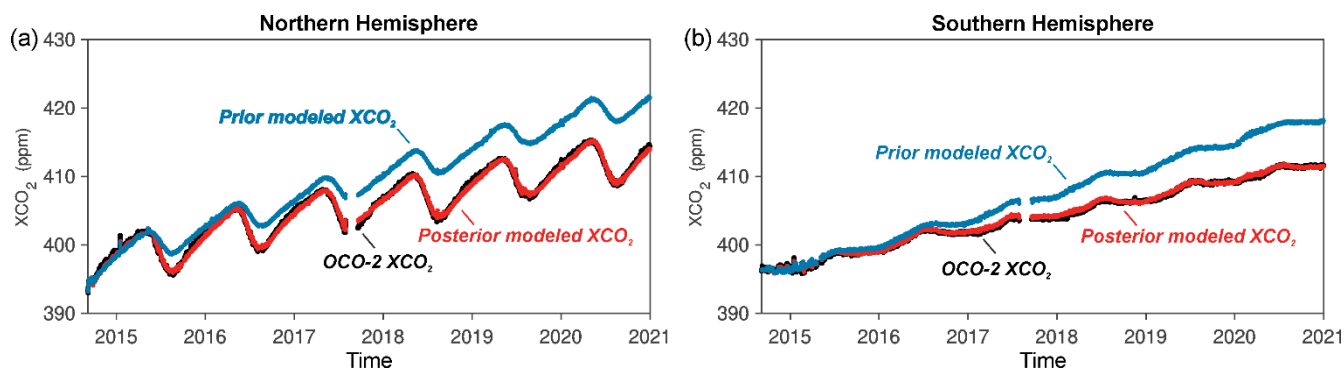 Northern Hemisphere
(a)
430
420
410
400
390
XCO₂ (ppm)
Prior modeled XCO₂
Posterior modeled XCO₂
OCO-2 XCO₂
2015 2016 2017 2018 2019 2020 2021
Time
Southern Hemisphere
(b)
430
420
410
400
390
XCO₂ (ppm)
Prior modeled XCO₂
Posterior modeled XCO₂
OCO-2 XCO₂
2015 2016 2017 2018 2019 2020 2021
Time